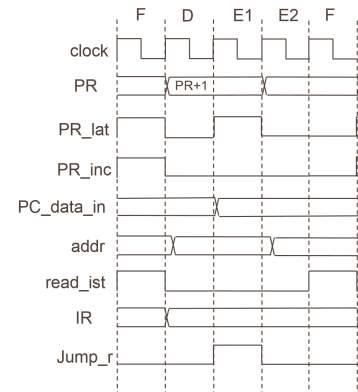 F D E1 E2 F
clock
PR PR+1
PR_lat
PR_inc
PC_data_in
addr
read_ist
IR
Jump_r